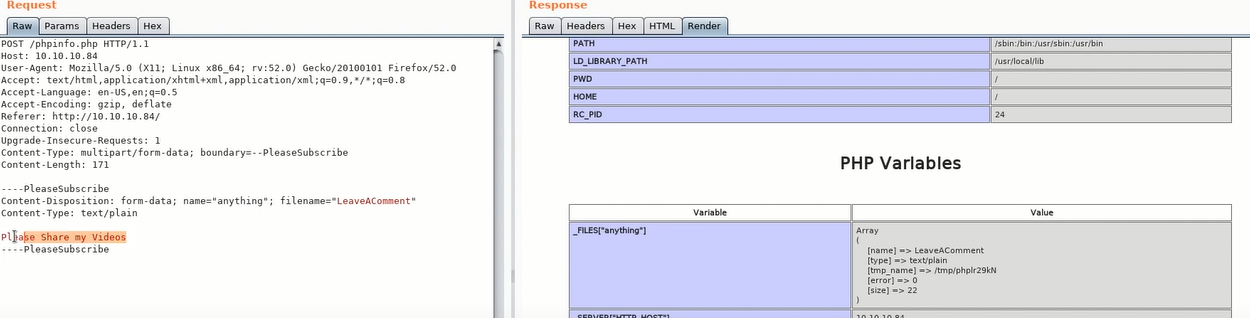 Request
Raw Params Headers Hex
POST /phpinfo.php HTTP/1.1
Host: 10.10.10.84
User-Agent: Mozilla/5.0 (X11; Linux x86_64; rv:52.0) Gecko/20100101 Firefox/52.0
Accept: text/html,application/xhtml+xml,application/xml;q=0.9,*/*;q=0.8
Accept-Language: en-US,en;q=0.5
Accept-Encoding: gzip, deflate
Referer: http://10.10.10.84/
Connection: close
Upgrade-Insecure-Requests: 1
Content-Type: multipart/form-data; boundary=--PleaseSubscribe
Content-Length: 171
----PleaseSubscribe
Content-Disposition: form-data; name="anything"; filename="LeaveAComment"
Content-Type: text/plain
Please Share my Videos
----PleaseSubscribe
Response
Raw Headers Hex HTML Render
PATH /sbin:/bin:/usr/sbin:/usr/bin
LD_LIBRARY_PATH /usr/local/lib
PWD /
HOME /
RC_PID 24
PHP Variables
Variable Value
_FILES["anything"] Array
(
[name] => LeaveAComment
[type] => text/plain
[tmp_name] => /tmp/phplr29kN
[error] => 0
[size] => 22
)
_SERVER["HTTP_HOST"] 10.10.10.84